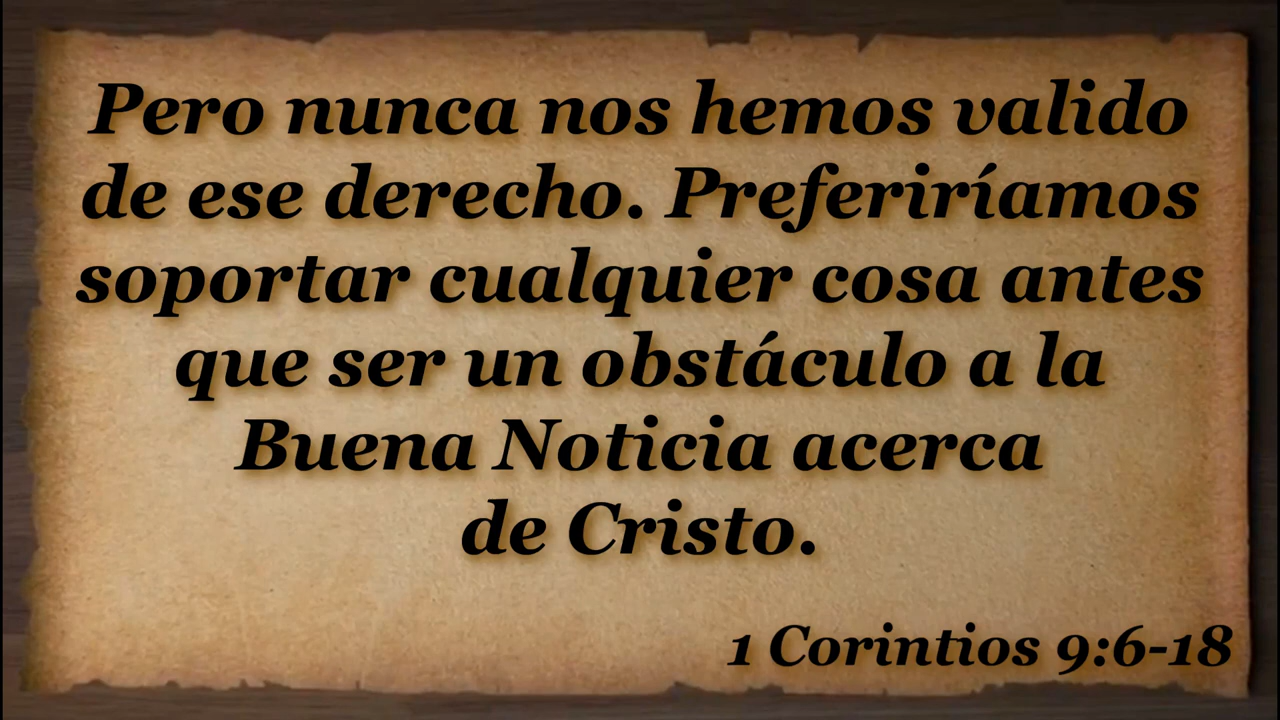 Pero nunca nos hemos valido
de ese derecho. Preferiríamos
soportar cualquier cosa antes
que ser un obstáculo a la
Buena Noticia acerca
de Cristo.
1 Corintios 9:6-18